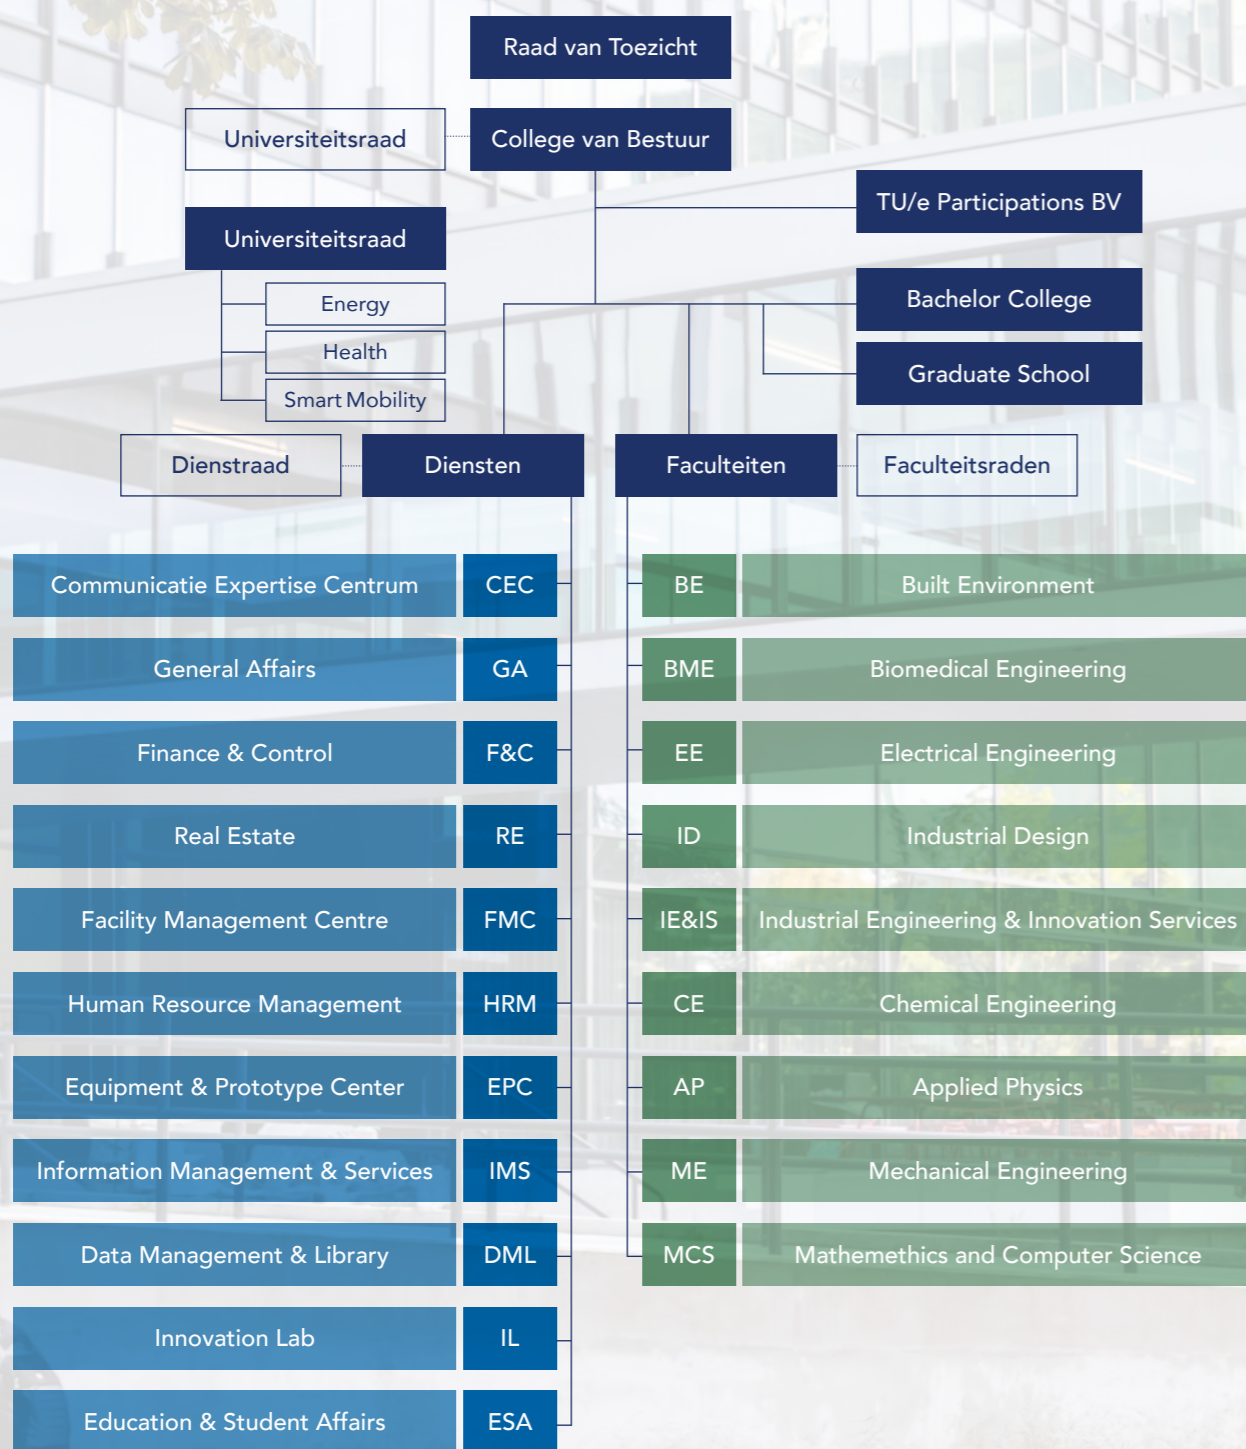 Raad van Toezicht
Universiteitsraad
College van Bestuur
TU/e Participations BV
Universiteitsraad
Energy
Health
Smart Mobility
Bachelor College
Graduate School
Dienstraad
Diensten
Faculteiten
Faculteitsraden
Communicatie Expertise Centrum
CEC
General Affairs
GA
Finance & Control
F&C
Real Estate
RE
Facility Management Centre
FMC
Human Resource Management
HRM
Equipment & Prototype Center
EPC
Information Management & Services
IMS
Data Management & Library
DML
Innovation Lab
IL
Education & Student Affairs
ESA
BE
Built Environment
BME
Biomedical Engineering
EE
Electrical Engineering
ID
Industrial Design
IE&IS
Industrial Engineering & Innovation Services
CE
Chemical Engineering
AP
Applied Physics
ME
Mechanical Engineering
MCS
Mathemethics and Computer Science